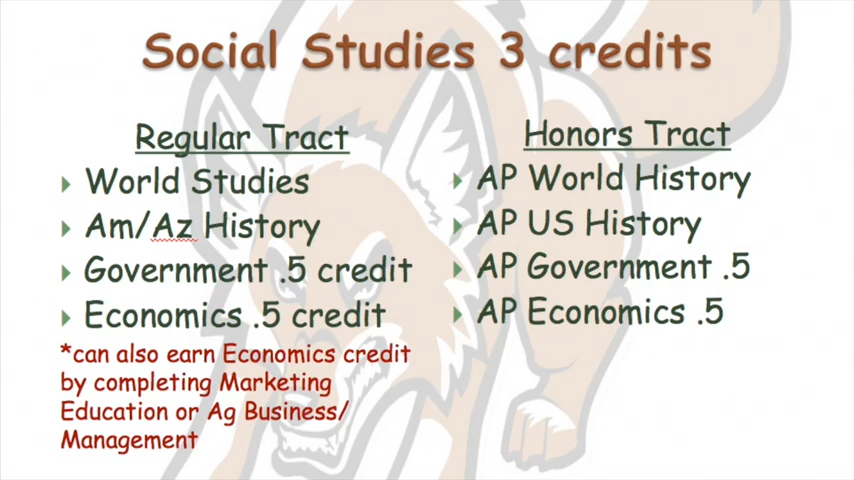 Social Studies 3 credits
Regular Tract
World Studies
Am/Az History
Government .5 credit
Economics .5 credit
*can also earn Economics credit
by completing Marketing
Education or Ag Business/
Management
Honors Tract
AP World History
AP US History
AP Government .5
AP Economics .5